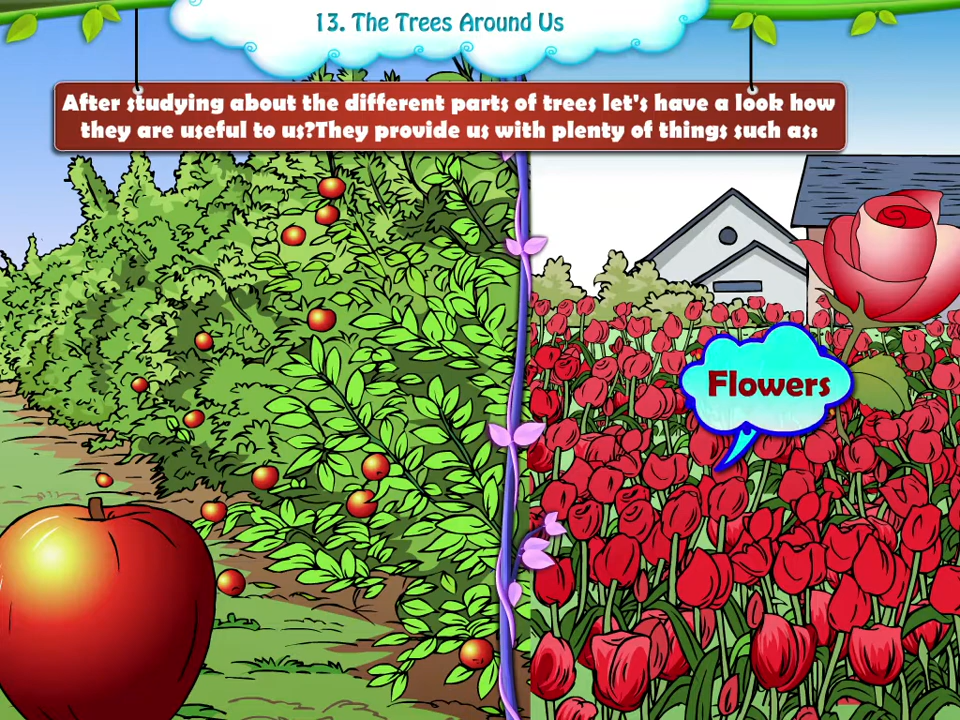 13. The Trees Around Us
After studying about the different parts of trees let's have a look how
they are useful to us?They provide us with plenty of things such as:
Flowers